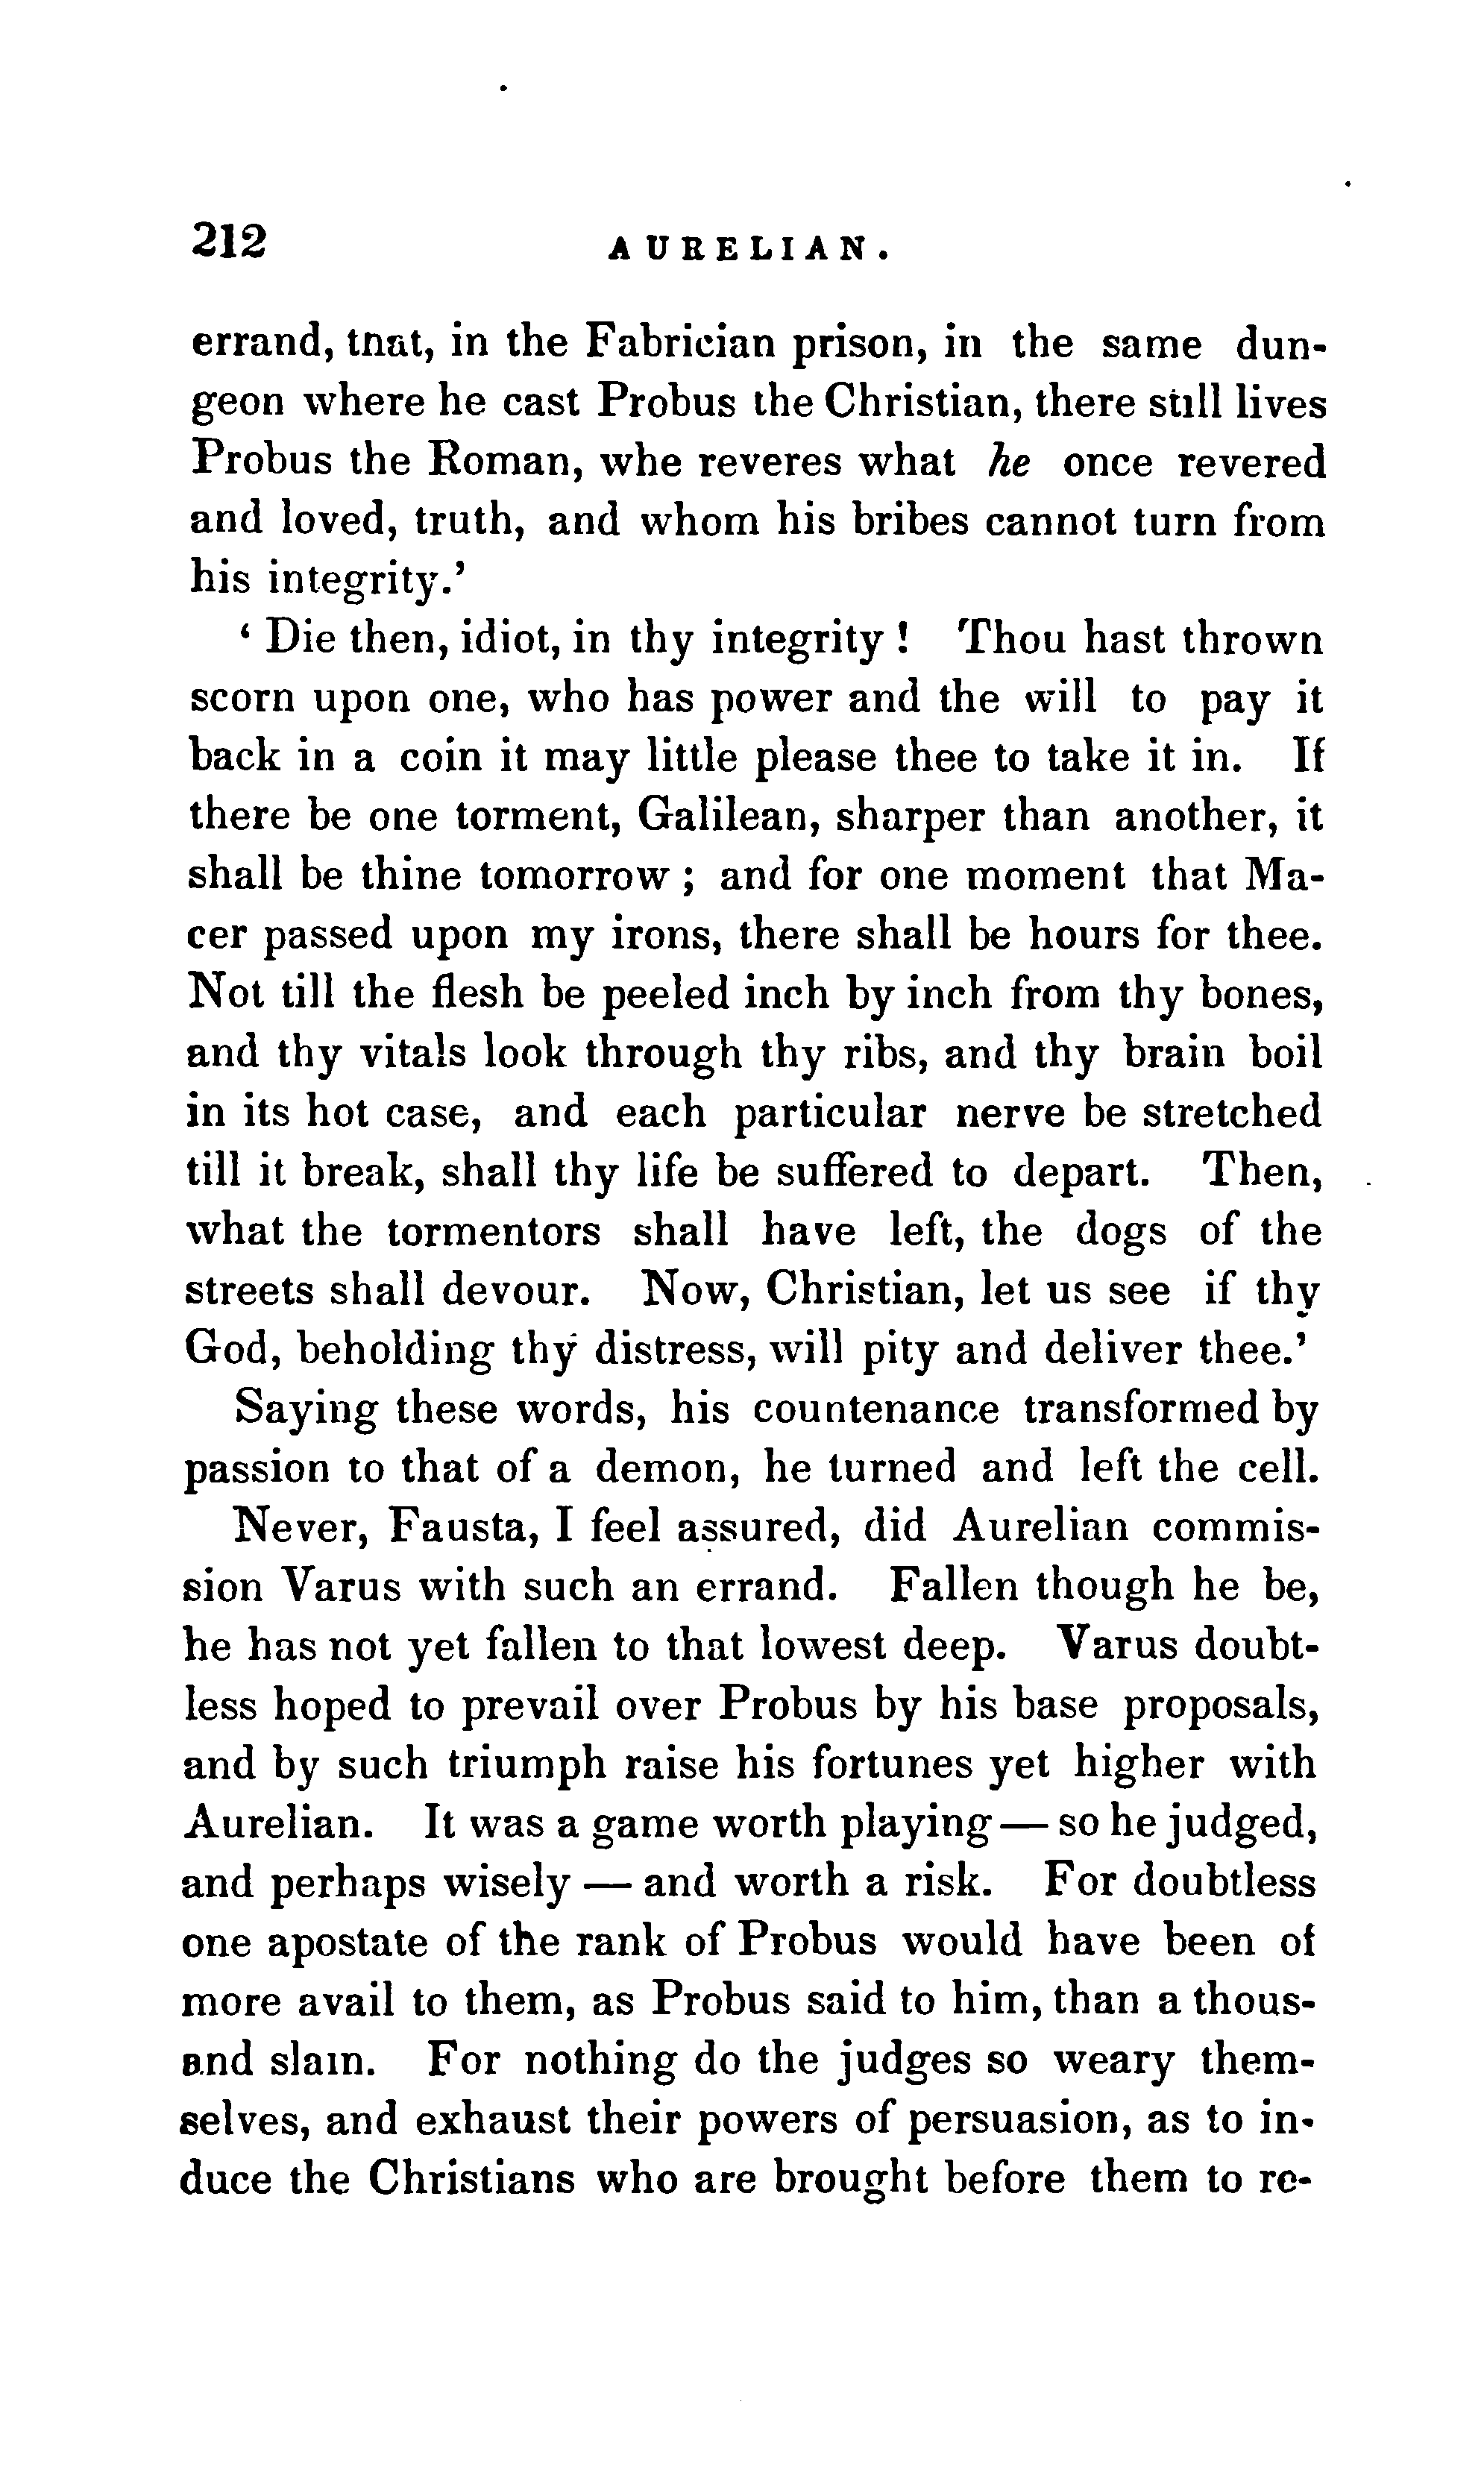 212 AURELIAN.
errand, that, in the Fabrician prison, in the same dun-
geon where he cast Probus the Christian, there still lives
Probus the Roman, whe reveres what he once revered
and loved, truth, and whom his bribes cannot turn from
his integrity.’
‘ Die then, idiot, in thy integrity ! Thou hast thrown
scorn upon one, who has power and the will to pay it
back in a coin it may little please thee to take it in. If
there be one torment, Galilean, sharper than another, it
shall be thine tomorrow ; and for one moment that Ma-
cer passed upon my irons, there shall be hours for thee.
Not till the flesh be peeled inch by inch from thy bones,
and thy vitals look through thy ribs, and thy brain boil
in its hot case, and each particular nerve be stretched
till it break, shall thy life be suffered to depart. Then,
what the tormentors shall have left, the dogs of the
streets shall devour. Now, Christian, let us see if thy
God, beholding thy distress, will pity and deliver thee.’
Saying these words, his countenance transformed by
passion to that of a demon, he turned and left the cell.
Never, Fausta, I feel assured, did Aurelian commis-
sion Varus with such an errand. Fallen though he be,
he has not yet fallen to that lowest deep. Varus doubt-
less hoped to prevail over Probus by his base proposals,
and by such triumph raise his fortunes yet higher with
Aurelian. It was a game worth playing — so he judged,
and perhaps wisely — and worth a risk. For doubtless
one apostate of the rank of Probus would have been of
more avail to them, as Probus said to him, than a thous-
and slain. For nothing do the judges so weary them-
selves, and exhaust their powers of persuasion, as to in-
duce the Christians who are brought before them to re-